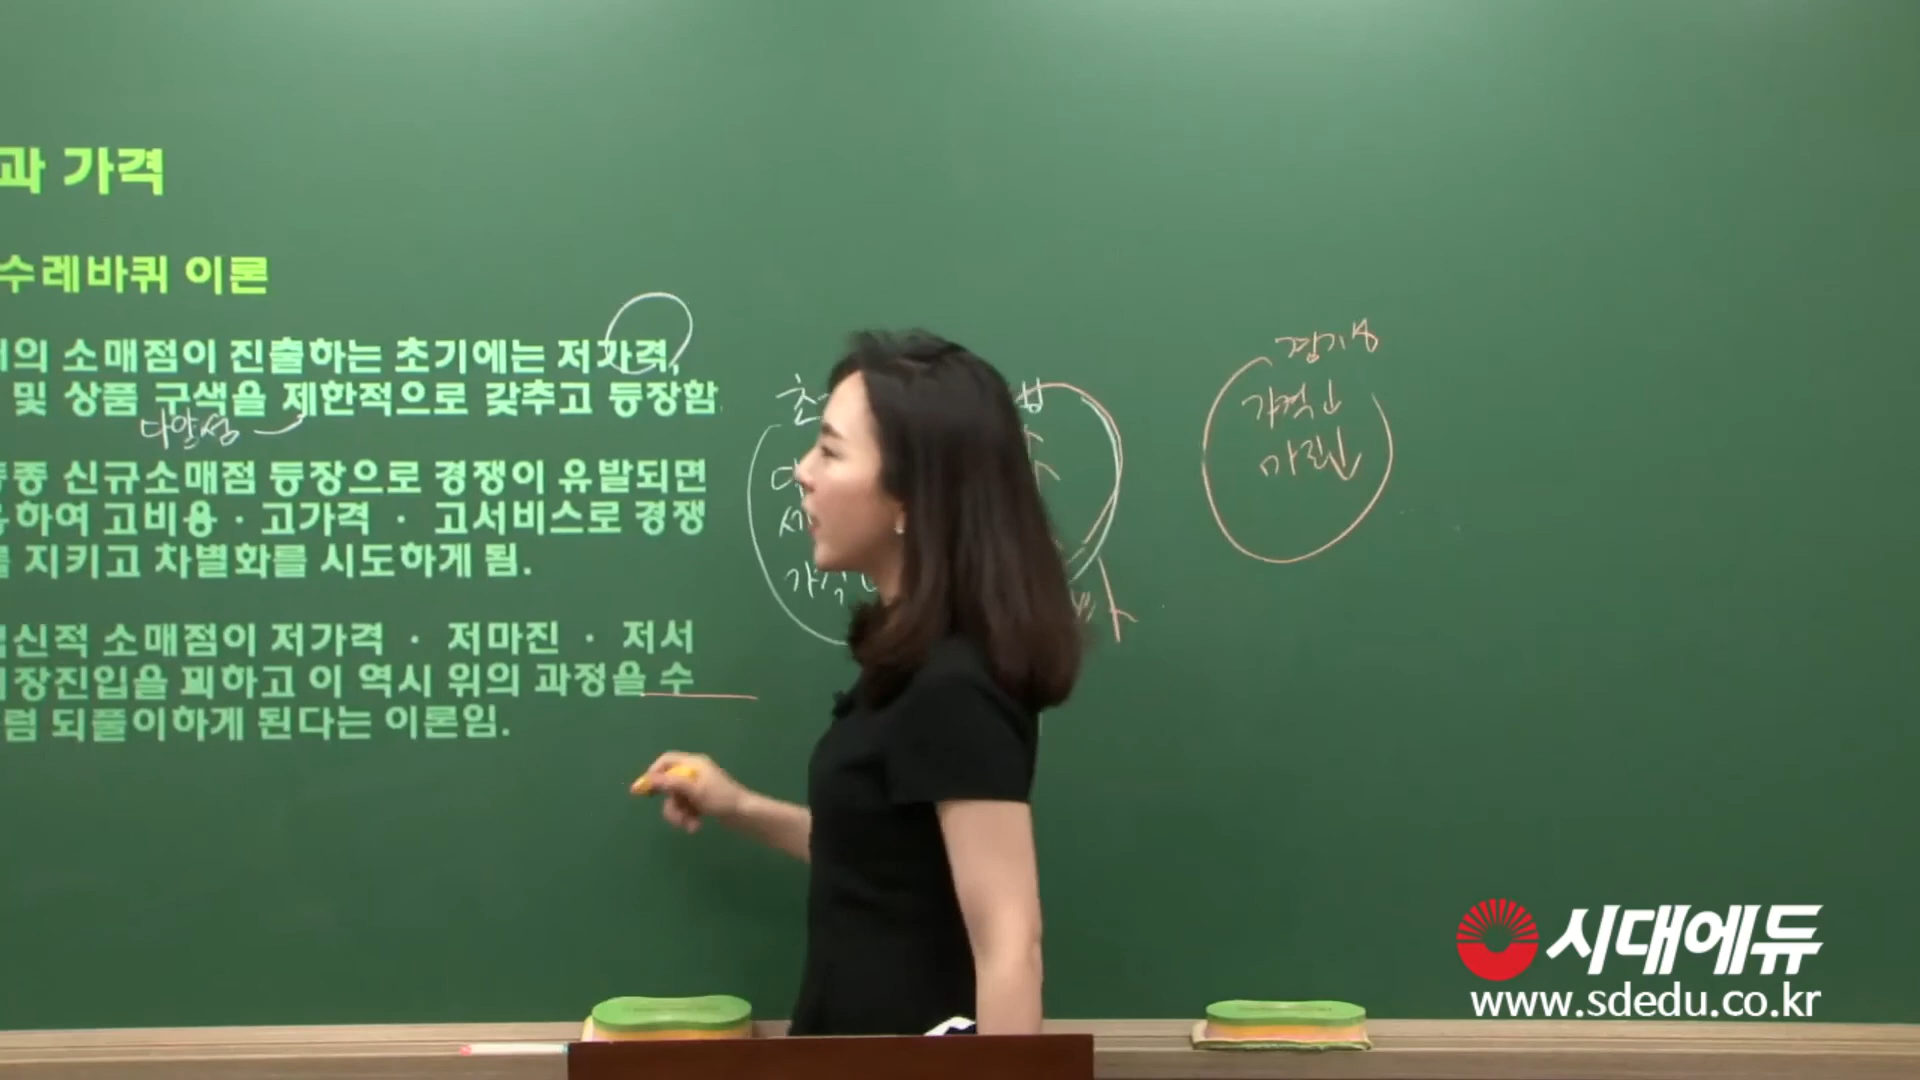 과 가격
수레바퀴 이론
의 소매점이 진출하는 초기에는 저가격,
및 상품 구색을 제한적으로 갖추고 등장함
다양성
종 신규소매점 등장으로 경쟁이 유발되면
하여 고비용 · 고가격 · 고서비스로 경쟁
지키고 차별화를 시도하게 됨.
신적 소매점이 저가격 · 저마진 · 저서
장진입을 꾀하고 이 역시 위의 과정을 수
럼 되풀이하게 된다는 이론임.
가격↓
마진↓
시대에듀
www.sdedu.co.kr